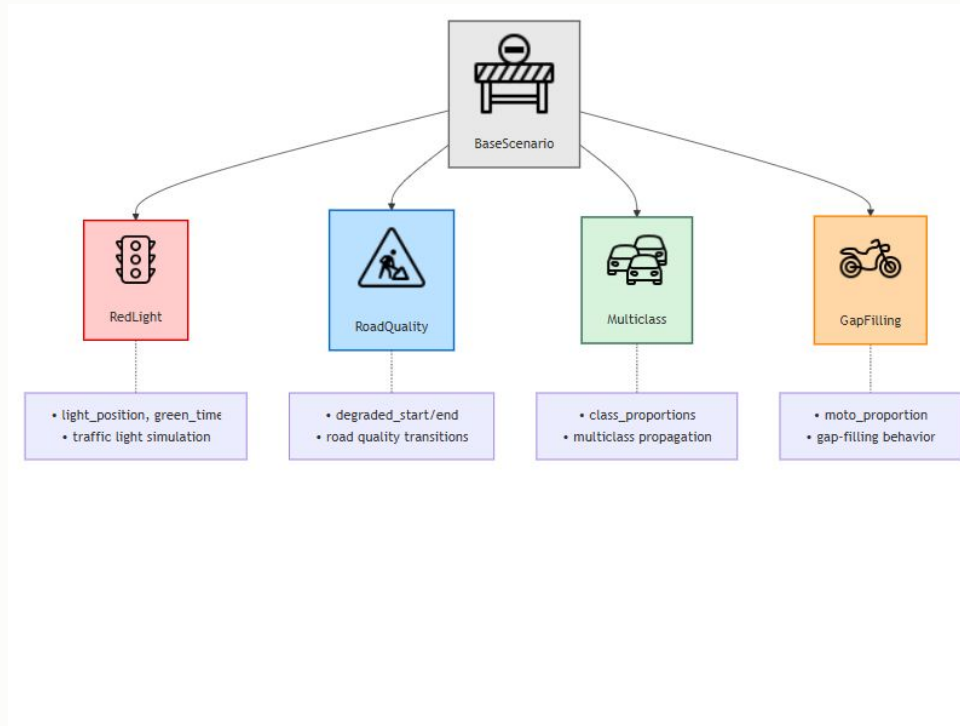 BaseScenario
RedLight
RoadQuality
Multiclass
GapFilling
• light_position, green_time
• traffic light simulation
• degraded_start/end
• road quality transitions
• class_proportions
• multiclass propagation
• moto_proportion
• gap-filling behavior